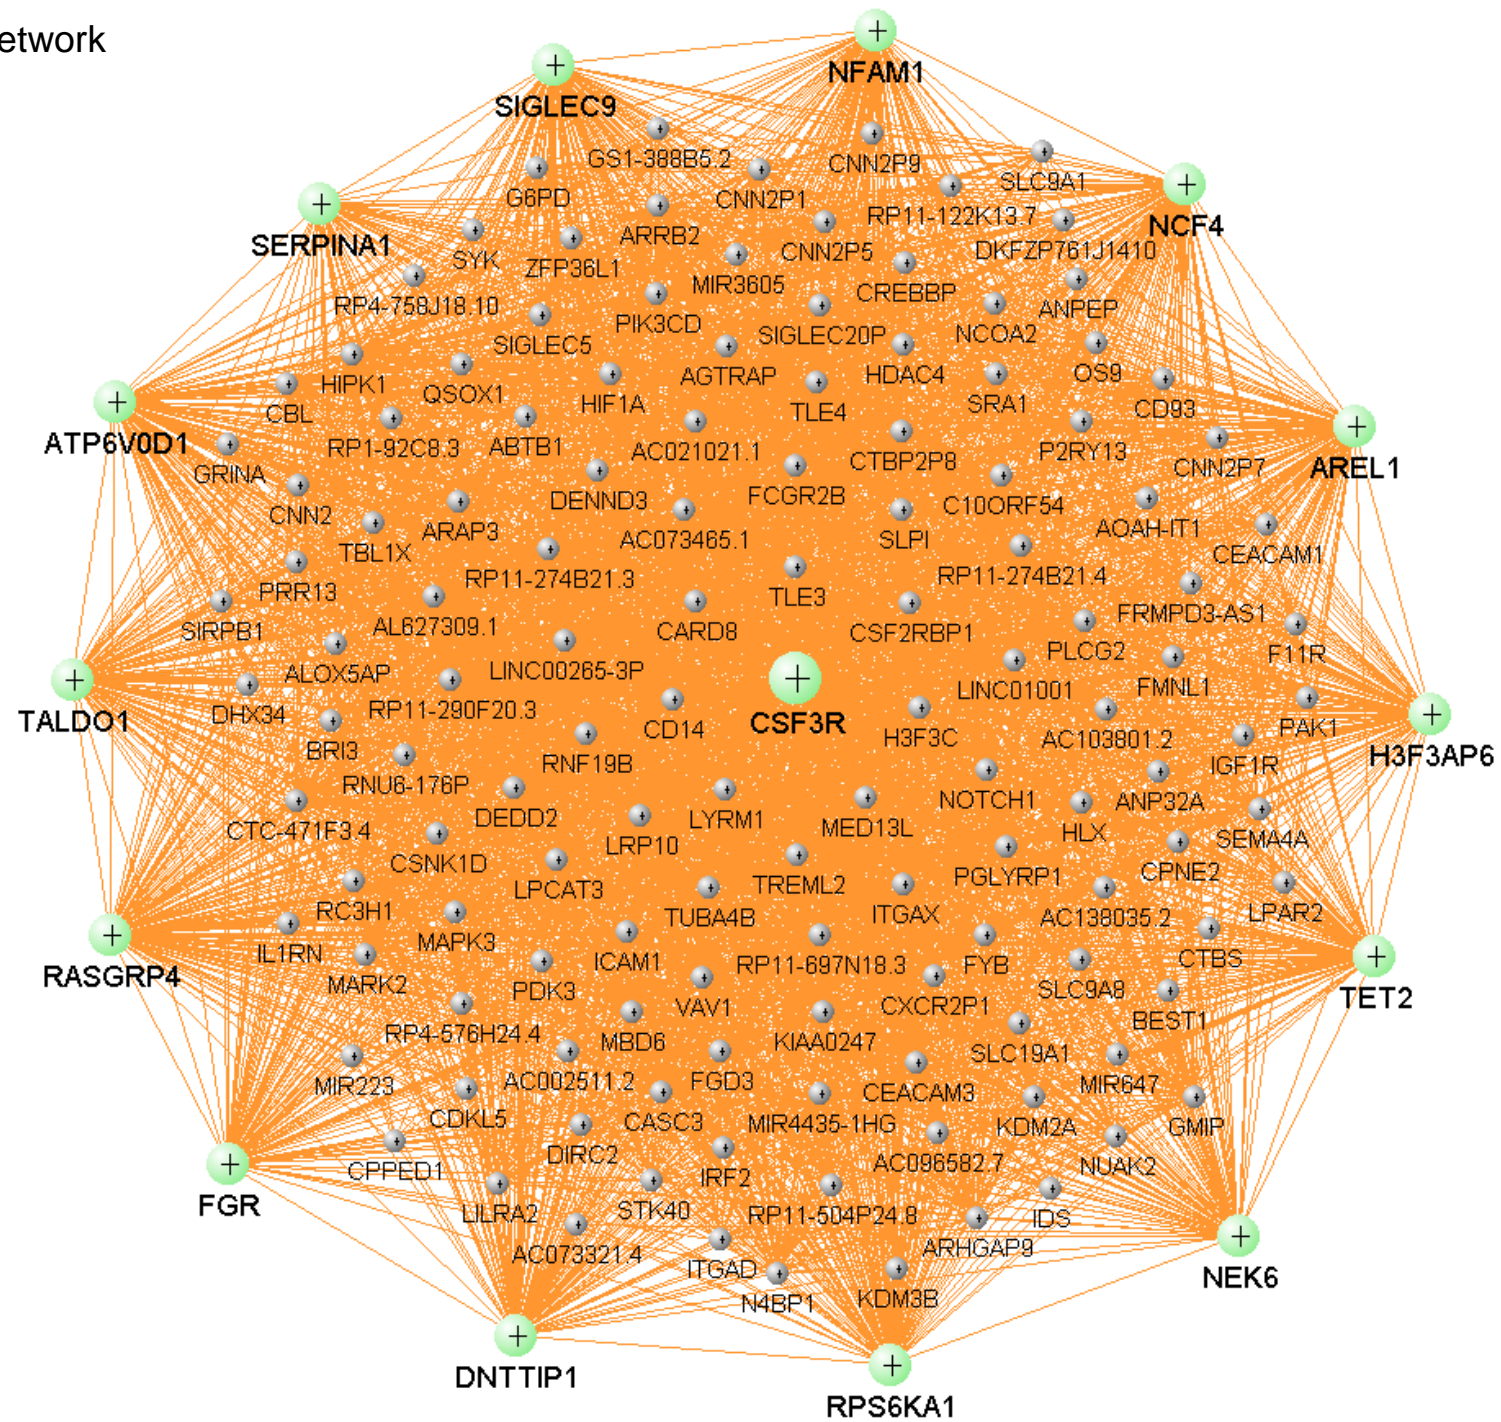 etwork
NFAM1
SIGLEC9
GS1-388B5.2
CNN2P9
SLC9A1
G6PD
CNN2P1
RP11-122K13.7
NCF4
SERPINA1
ARRB2
CNN2P5
DKFZP761J1410
SYK
ZFP36L1
MIR3605
CREBBP
ANPEP
RP4-758J18.10
PIK3CD
SIGLEC20P
NCOA2
SIGLEC5
AGTRAP
HDAC4
OS9
HIPK1
QSOX1
HIF1A
TLE4
SRA1
CD93
CBL
ATP6V0D1
RP1-92C8.3
ABTB1
AC021021.1
CTBP2P8
P2RY13
CNN2P7
AREL1
GRINA
DENND3
FCGR2B
C10ORF54
CNN2
ARAP3
AC073465.1
SLPI
AOAH-IT1
CEACAM1
TBL1X
RP11-274B21.3
RP11-274B21.4
PRR13
TLE3
FRMPD3-AS1
SIRPB1
AL627309.1
CARD8
CSF2RBP1
PLCG2
F11R
ALOX5AP
LINC00265-3P
LINC01001
FMNL1
TALDO1
DHX34
RP11-290F20.3
CD14
CSF3R
H3F3C
AC103801.2
PAK1
H3F3AP6
BRI3
RNF19B
IGF1R
RNU6-176P
NOTCH1
ANP32A
CTC-471F3.4
DEDD2
LRP10
LYRM1
MED13L
HLX
SEMA4A
CSNK1D
LPCAT3
TREML2
PGLYRP1
CPNE2
RC3H1
TUBA4B
ITGAX
AC138035.2
LPAR2
IL1RN
MAPK3
ICAM1
RP11-697N18.3
FYB
CTBS
RASGRP4
MARK2
PDK3
VAV1
CXCR2P1
SLC9A8
TET2
RP4-576H24.4
MBD6
KIAA0247
SLC19A1
BEST1
MIR223
AC002511.2
FGD3
CEACAM3
MIR647
CDKL5
CASC3
MIR4435-1HG
KDM2A
GMIP
CPPED1
DIRC2
IRF2
AC096582.7
NUAK2
FGR
LILRA2
STK40
RP11-504P24.8
IDS
AC073321.4
ITGAD
ARHGAP9
N4BP1
KDM3B
NEK6
DNTTIP1
RPS6KA1